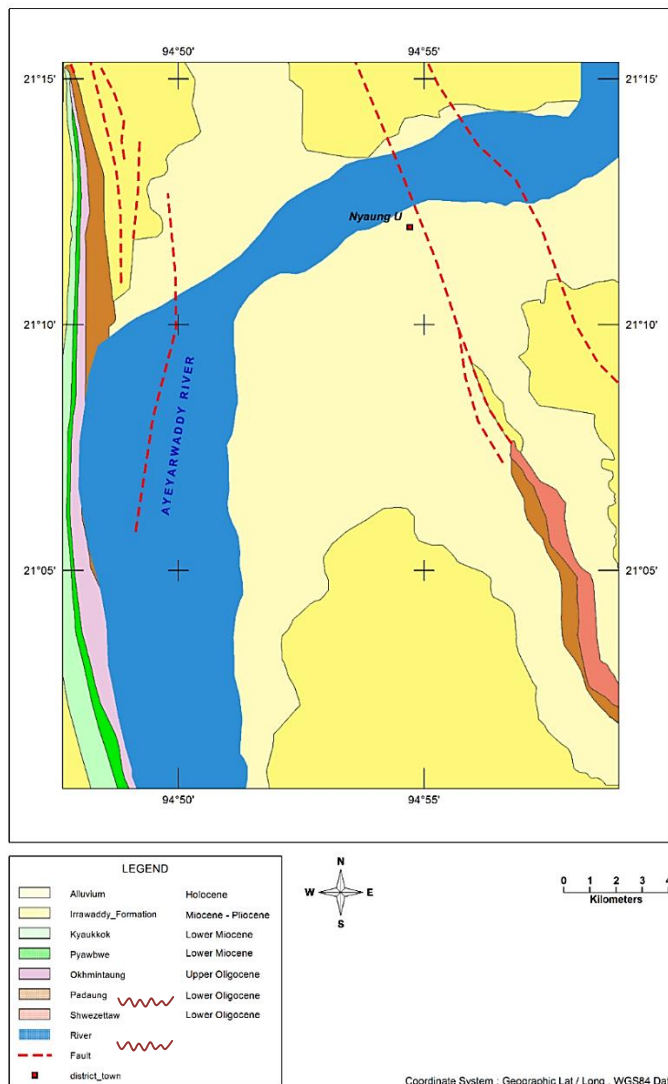 94°50' 94°55'
21°15' 21°15'
Nyaung U
21°10' 21°10'
AYEYARWADDY RIVER
21°05' 21°05'
94°50' 94°55'
LEGEND
Alluvium Holocene
Irrawaddy_Formation Miocene - Pliocene
Kyaukkok Lower Miocene
Pyawbwe Lower Miocene
Okhmintaung Upper Oligocene
Padaung Lower Oligocene
Shwezettaw Lower Oligocene
River
Fault
district_town
N
W E
S
0 1 2 3 4
Kilometers
Coordinate System : Geographic Lat / Long , WGS84